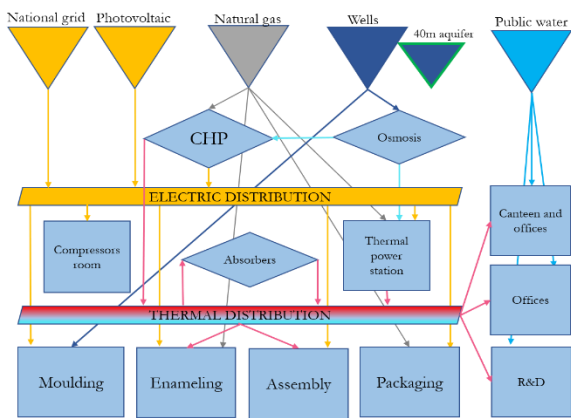 National grid
Photovoltaic
Natural gas
Wells
40m aquifer
Public water
CHP
Osmosis
ELECTRIC DISTRIBUTION
Compressors
room
Absorbers
Thermal
power
station
Canteen and
offices
Offices
THERMAL DISTRIBUTION
Moulding
Enameling
Assembly
Packaging
R&D